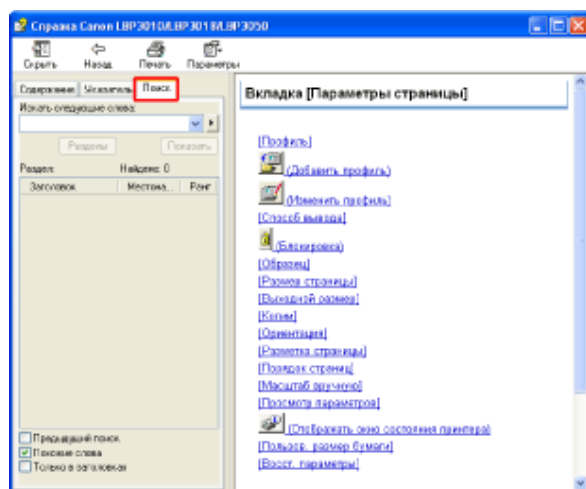 Справка Canon LBP3010/LBP3018/LBP3050
Скрыть Назад Печать Параметры
Содержание Указатель Поиск
Искать следующие слова:
Разделы Показать
Раздел: Найдено: 0
Заголовок Местона... Ранг
Предыдущий поиск
Похожие слова
Только в заголовках
Вкладка [Параметры страницы]
[Профиль]
(Добавить профиль)
(Изменить профиль)
[Способ вывода]
(Блокировка)
[Образец]
[Размер страницы]
[Выходной размер]
[Копии]
[Ориентация]
[Разметка страницы]
[Порядок страниц]
[Масштаб вручную]
[Просмотр параметров]
(Отображать окно состояния принтера)
[Пользов. размер бумаги]
[Восст. параметры]